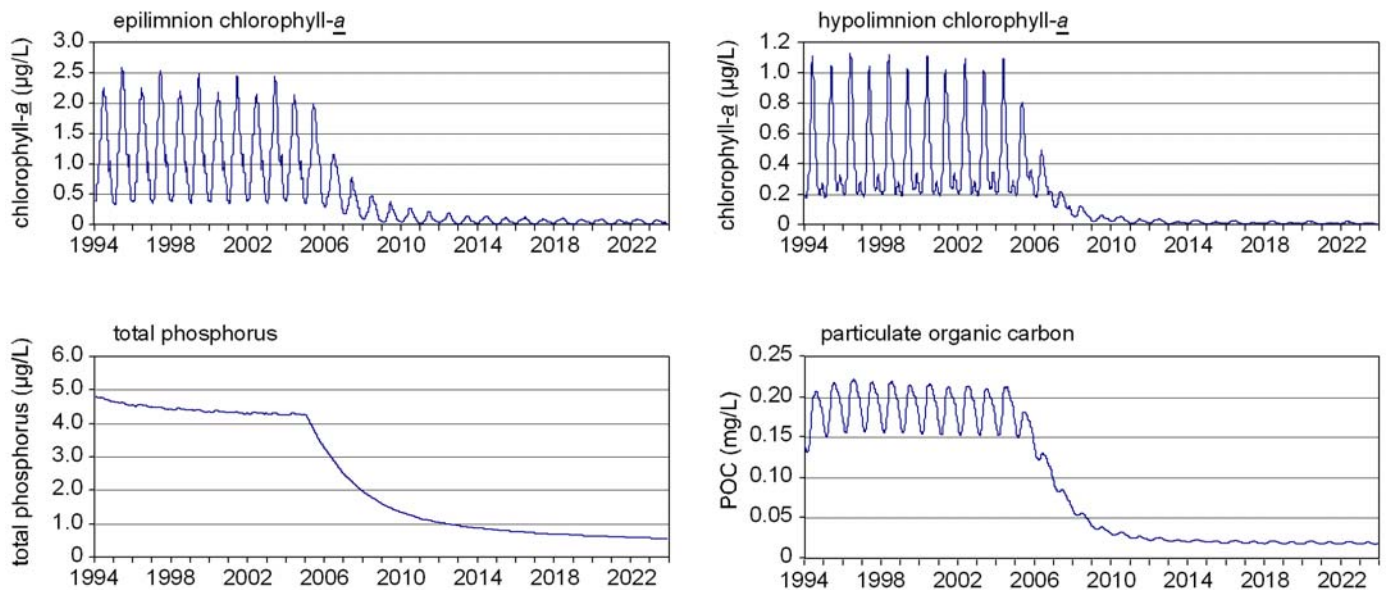 epilimnion chlorophyll-a
chlorophyll-a (µg/L)
3.0
2.5
2.0
1.5
1.0
0.5
0
1994 1998 2002 2006 2010 2014 2018 2022
hypolimnion chlorophyll-a
chlorophyll-a (µg/L)
1.2
1.0
0.8
0.6
0.4
0.2
0
1994 1998 2002 2006 2010 2014 2018 2022
total phosphorus
total phosphorus (µg/L)
6.0
5.0
4.0
3.0
2.0
1.0
0
1994 1998 2002 2006 2010 2014 2018 2022
particulate organic carbon
POC (mg/L)
0.25
0.20
0.15
0.10
0.05
0
1994 1998 2002 2006 2010 2014 2018 2022